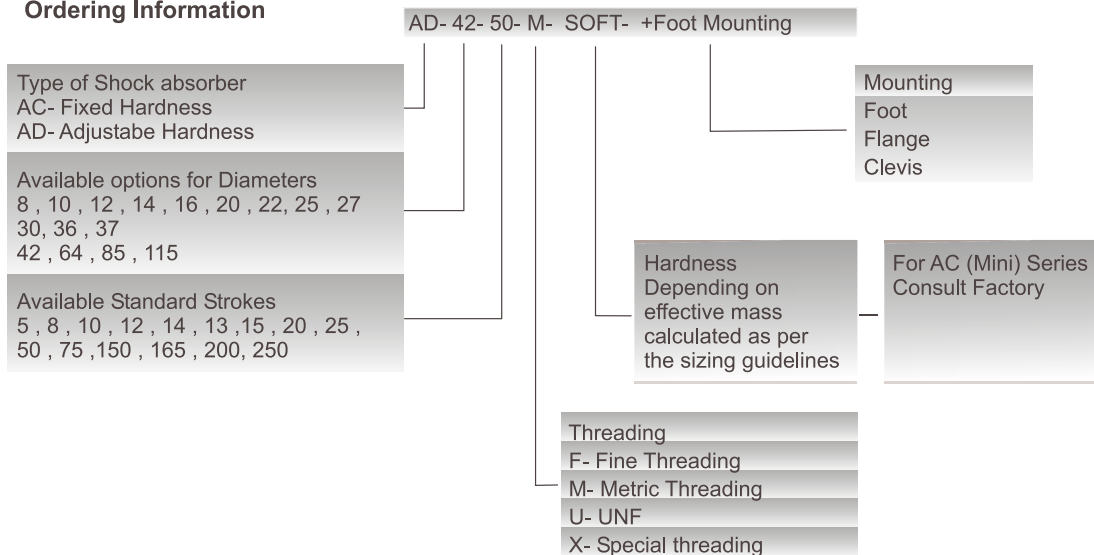 Ordering Information
AD- 42- 50- M- SOFT- +Foot Mounting
Type of Shock absorber
AC- Fixed Hardness
AD- Adjustabe Hardness
Available options for Diameters
8 , 10 , 12 , 14 , 16 , 20 , 22, 25 , 27
30, 36 , 37
42 , 64 , 85 , 115
Available Standard Strokes
5 , 8 , 10 , 12 , 14 , 13 ,15 , 20 , 25 ,
50 , 75 ,150 , 165 , 200, 250
Mounting
Foot
Flange
Clevis
Hardness
Depending on
effective mass
calculated as per
the sizing guidelines
For AC (Mini) Series
Consult Factory
Threading
F- Fine Threading
M- Metric Threading
U- UNF
X- Special threading